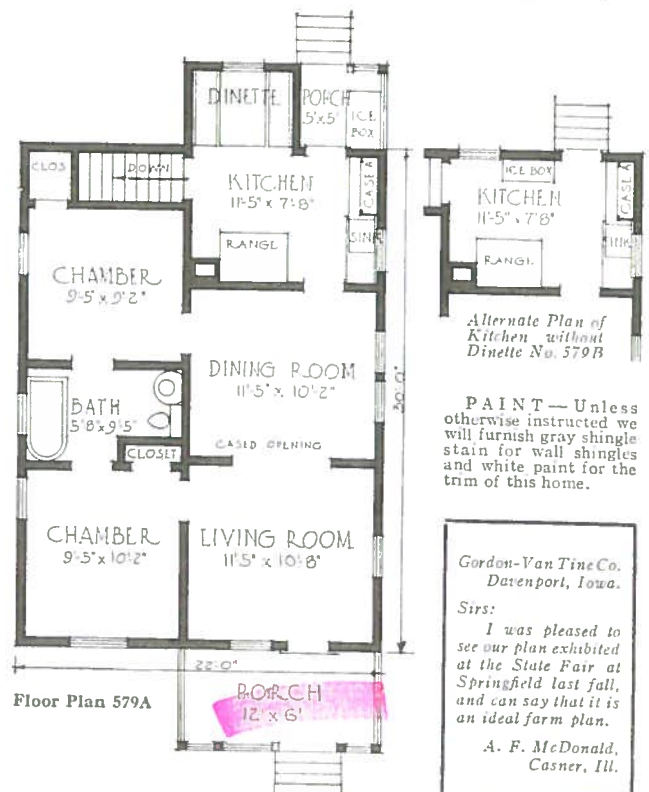 DINETTE
PORCH
5'x5'
ICE
BOX
CLOS
DOWN
KITCHEN
11'-5" x 7'-8"
CASE A
SINK
RANGE
CHAMBER
9'-5" x 9'2"
DINING ROOM
11'-5" x 10'-2"
BATH
5'8 x 9'-5"
CASED OPENING
CLOSET
CHAMBER
9'-5" x 10'2"
LIVING ROOM
11'5" x 10'8"
30'-0"
22'-0"
Floor Plan 579A
PORCH
12' x 6'
ICE BOX
KITCHEN
11'-5" x 7'8"
CASE A
SINK
RANGE
Alternate Plan of
Kitchen without
Dinette No. 579B
PAINT — Unless
otherwise instructed we
will furnish gray shingle
stain for wall shingles
and white paint for the
trim of this home.
Gordon-Van Tine Co.
Davenport, Iowa.
Sirs:
I was pleased to
see our plan exhibited
at the State Fair at
Springfield last fall,
and can say that it is
an ideal farm plan.
A. F. McDonald,
Casner, Ill.